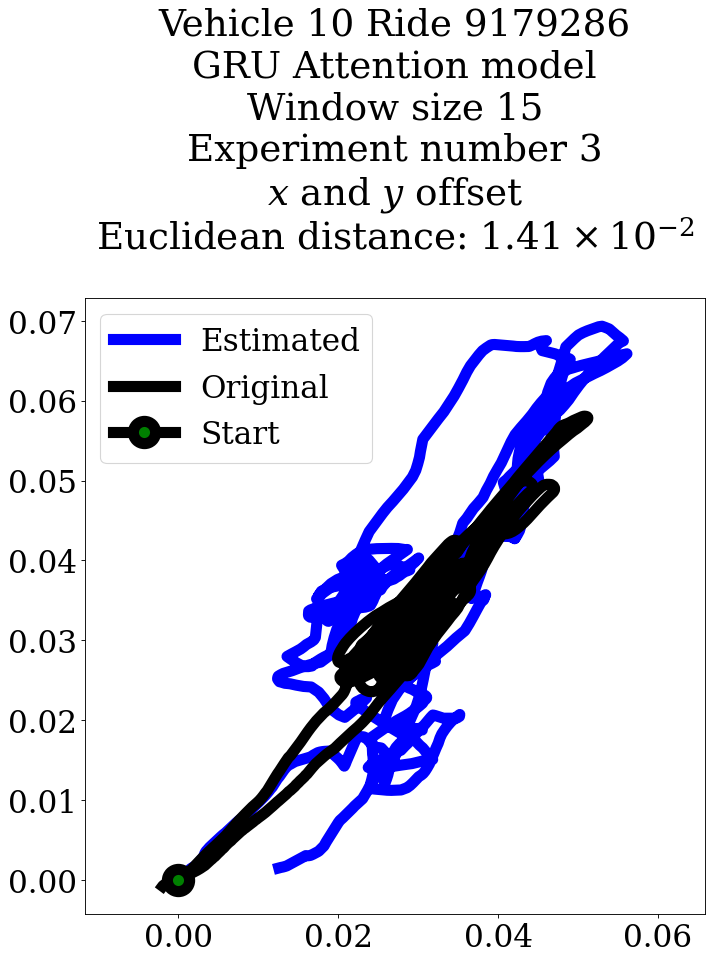 Vehicle 10 Ride 9179286
GRU Attention model
Window size 15
Experiment number 3
x and y offset
Euclidean distance: 1.41 × 10⁻²
Estimated
Original
Start
0.07
0.06
0.05
0.04
0.03
0.02
0.01
0.00
0.00 0.02 0.04 0.06